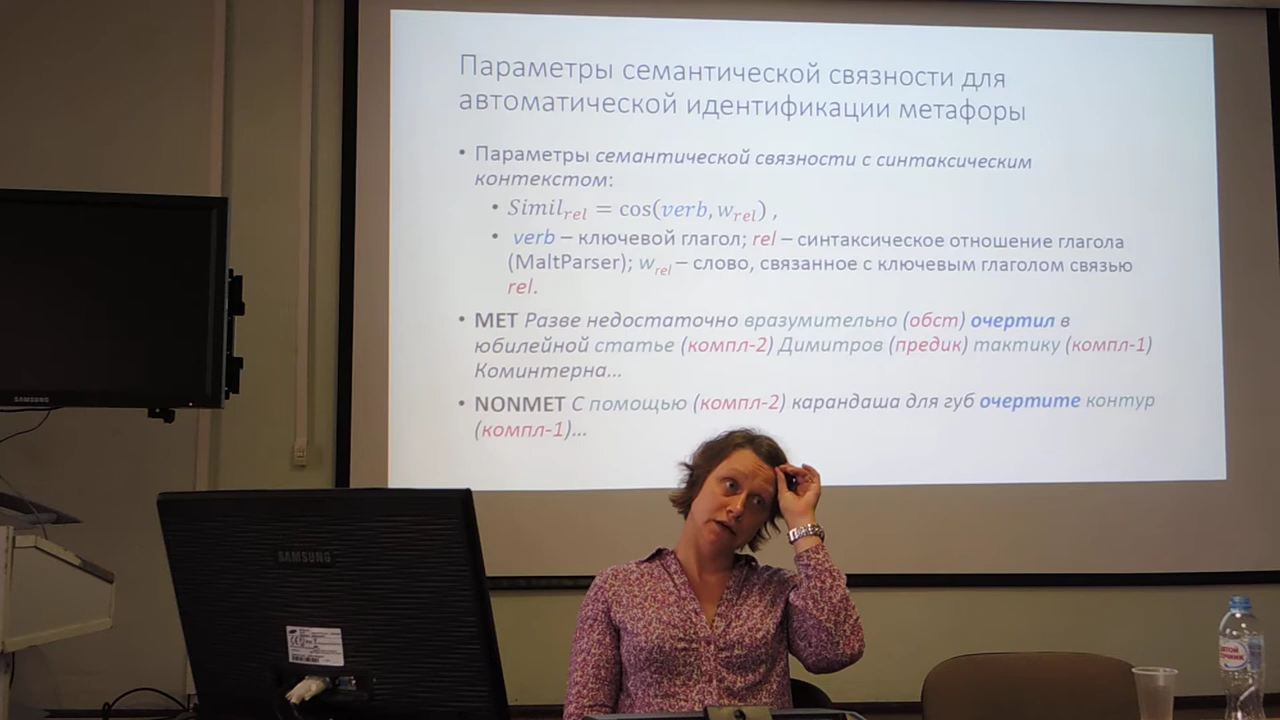 Параметры семантической связности для
автоматической идентификации метафоры
• Параметры семантической связности с синтаксическим
контекстом:
• Simil_rel = cos(verb, w_rel) ,
• verb – ключевой глагол; rel – синтаксическое отношение глагола
(MaltParser); w_rel – слово, связанное с ключевым глаголом связью
rel.
• MET Разве недостаточно вразумительно (обст) очертил в
юбилейной статье (компл-2) Димитров (предик) тактику (компл-1)
Коминтерна...
• NONMET С помощью (компл-2) карандаша для губ очертите контур
(компл-1)...
SAMSUNG
SAMSUNG